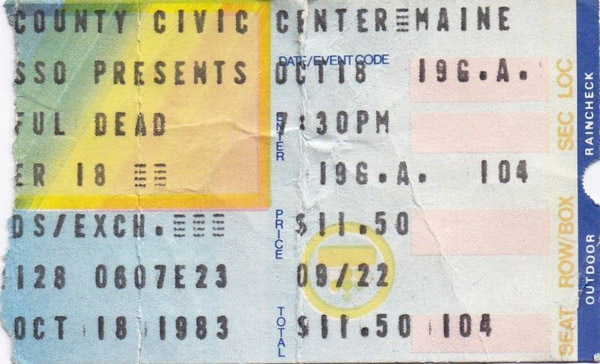 COUNTY CIVIC CENTER MAINE
DATE/EVENT CODE
SSO PRESENTS OCT18 19G.A.
FUL DEAD 7:30PM
ENTER
ER 18 19G.A. 104
DS/EXCH. $11.50
PRICE
128 0607E23 09/22
OCT 18 1983 $11.50 104
TOTAL
SEC LOC
ROW/BOX
SEAT
RAINCHECK
OUTDOOR